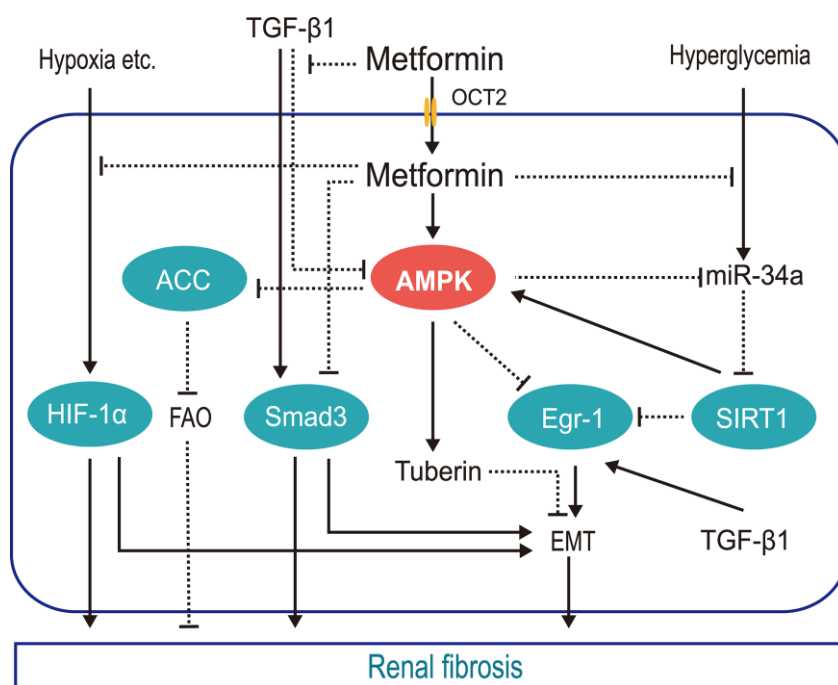 TGF-β1
Hypoxia etc.
Metformin
Hyperglycemia
OCT2
Metformin
ACC
AMPK
miR-34a
HIF-1α
FAO
Smad3
Egr-1
SIRT1
Tuberin
EMT
TGF-β1
Renal fibrosis